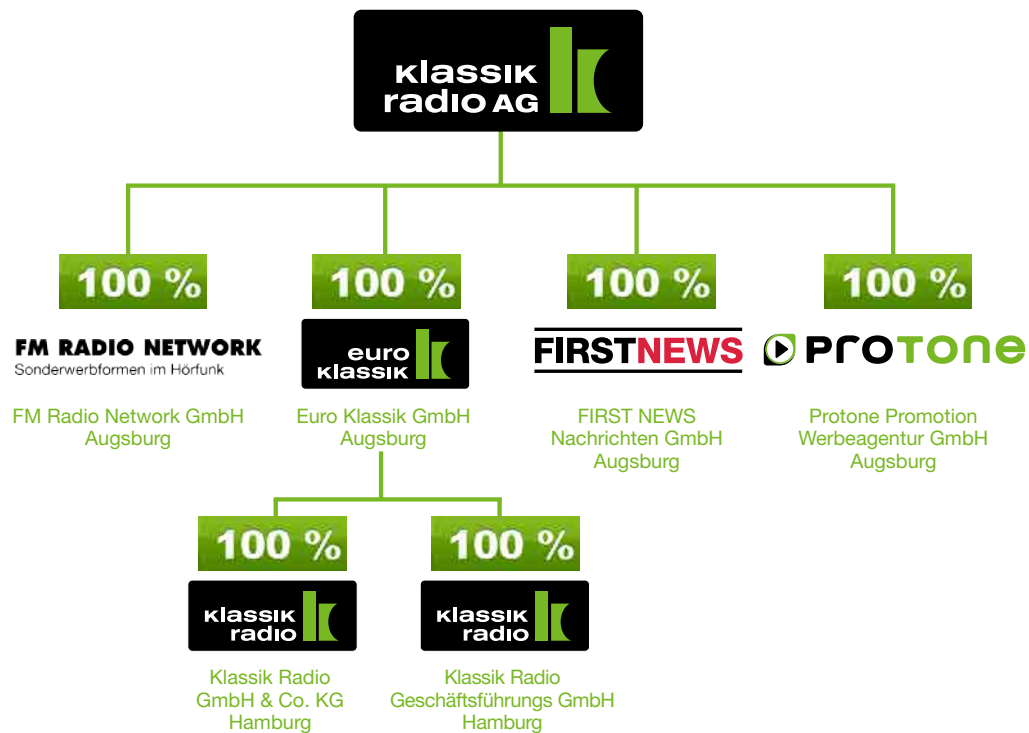 Klassik
radio AG
100 %
100 %
100 %
100 %
FM RADIO NETWORK
Sonderwerbformen im Hörfunk
euro
klassik
FIRSTNEWS
PROTONE
FM Radio Network GmbH
Augsburg
Euro Klassik GmbH
Augsburg
FIRST NEWS
Nachrichten GmbH
Augsburg
Protone Promotion
Werbeagentur GmbH
Augsburg
100 %
100 %
Klassik
radio
Klassik
radio
Klassik Radio
GmbH & Co. KG
Hamburg
Klassik Radio
Geschäftsführungs GmbH
Hamburg